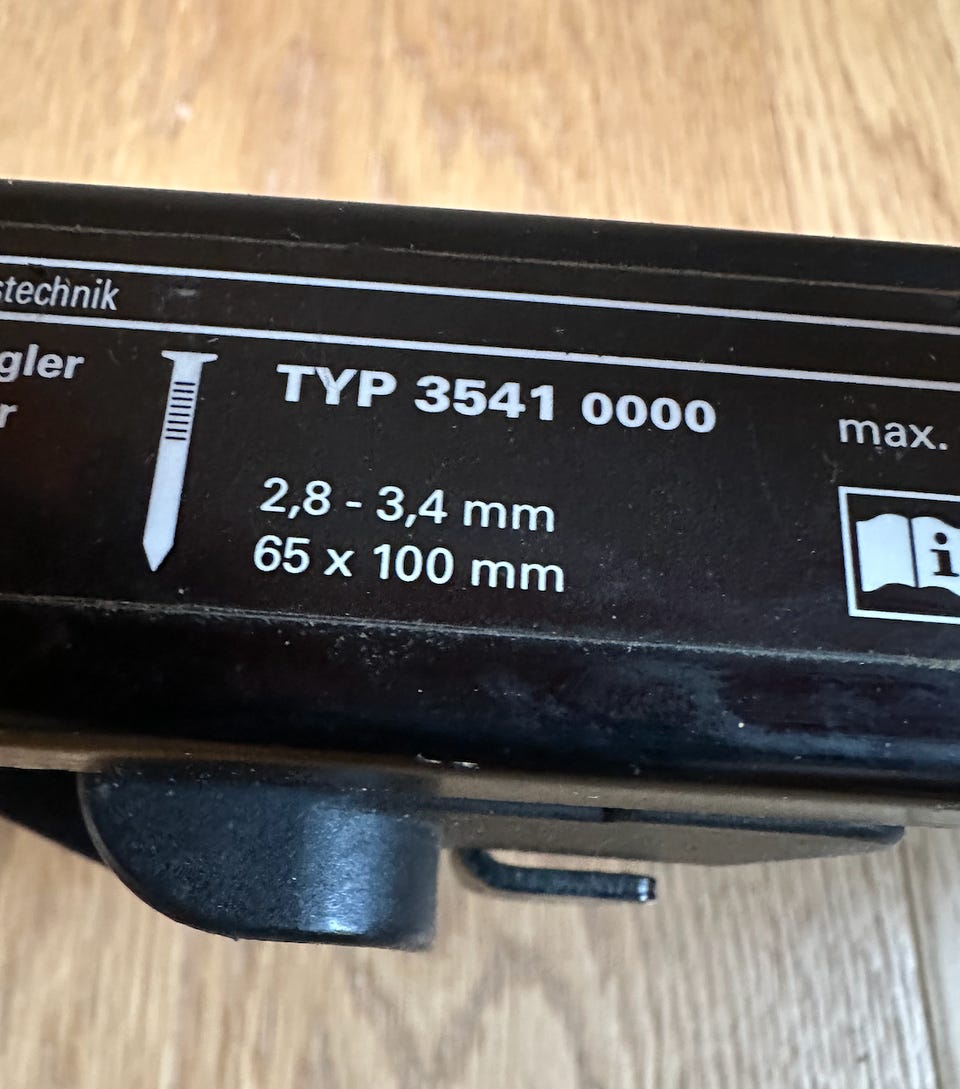 stechnik
gler
r
TYP 3541 0000
2,8 - 3,4 mm
65 x 100 mm
max.
i